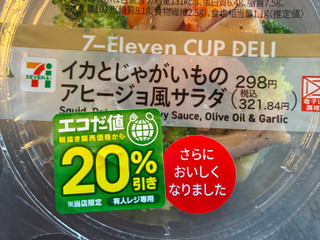 7-Eleven CUP DELI
7
ELEVEN
イカとじゃがいもの
アヒージョ風サラダ
298円
税込
321.84円
Squid, Sauce, Olive Oil & Garlic
エコだ値
税抜き販売価格から
20%
引き
※当店限定 有人レジ専用
さらに
おいしく
なりました